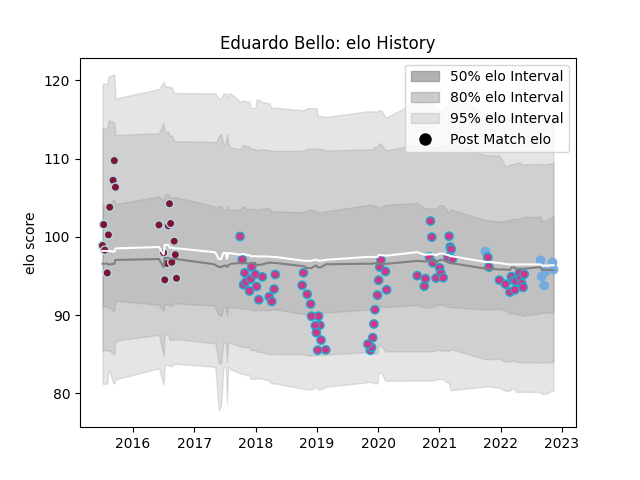 Eduardo Bello: elo History
120
110
100
90
80
elo score
50% elo Interval
80% elo Interval
95% elo Interval
Post Match elo
2016 2017 2018 2019 2020 2021 2022 2023